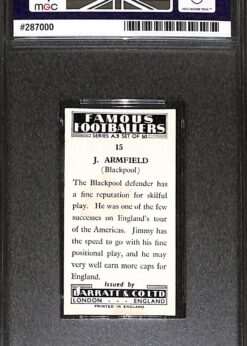 MGC
#287000
FAMOUS
FOOTBALLERS
SERIES A.3 SET OF 50
15
J. ARMFIELD
(Blackpool)
The Blackpool defender has
a fine reputation for skilful
play. He was one of the few
successes on England's tour
of the Americas. Jimmy has
the speed to go with his fine
positional play, and he may
very well earn more caps for
England.
Issued by
BARRATT & CO LTD
LONDON ENGLAND
PRINTED IN ENGLAND